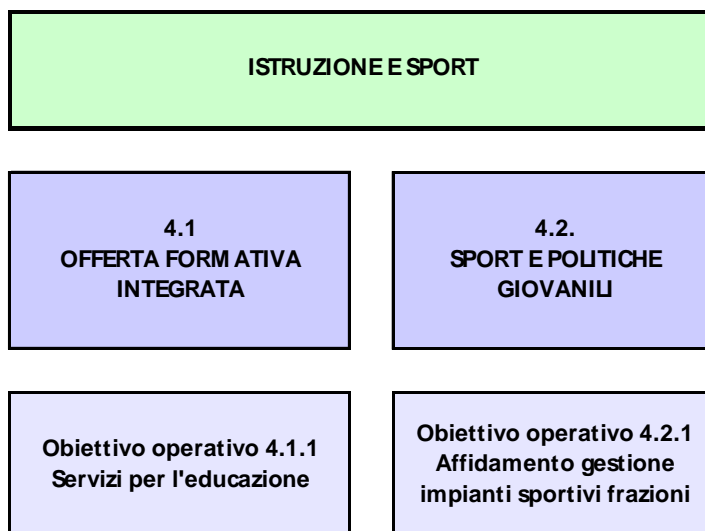 ISTRUZIONE E SPORT
4.1
OFFERTA FORMATIVA
INTEGRATA
4.2.
SPORT E POLITICHE
GIOVANILI
Obiettivo operativo 4.1.1
Servizi per l'educazione
Obiettivo operativo 4.2.1
Affidamento gestione
impianti sportivi frazioni